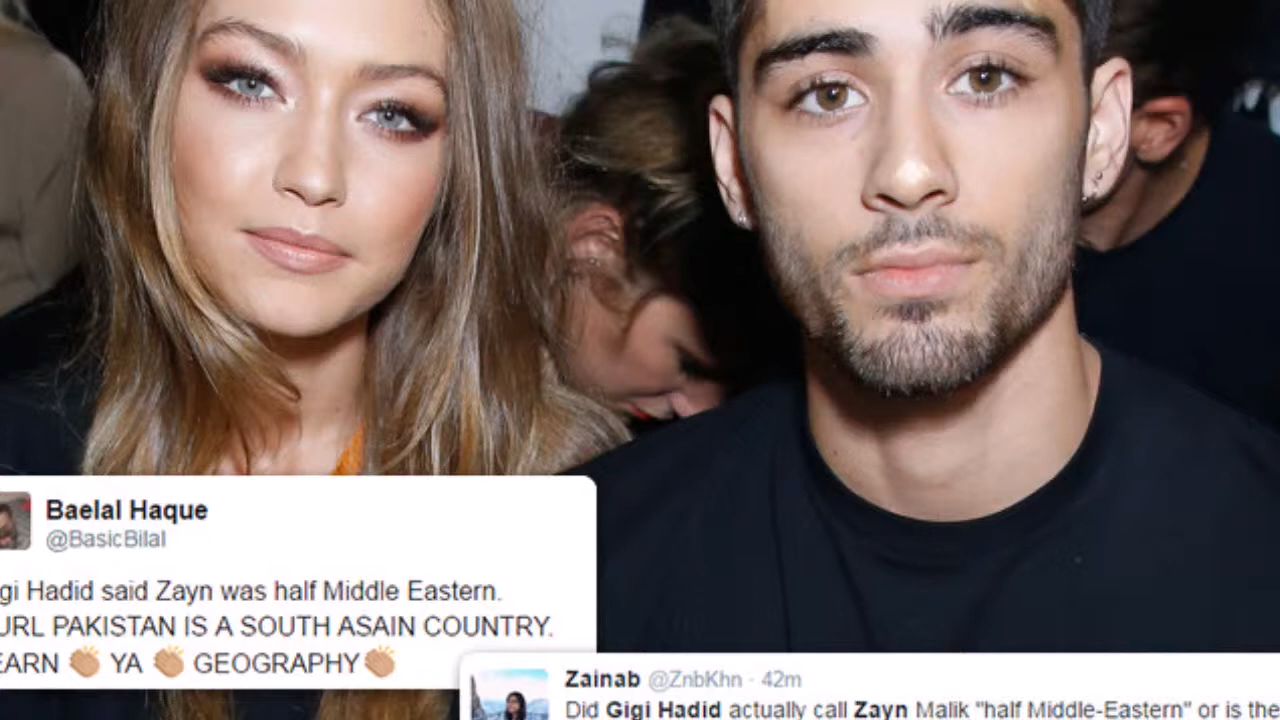 Baelal Haque
@BasicBilal
gi Hadid said Zayn was half Middle Eastern.
URL PAKISTAN IS A SOUTH ASAIN COUNTRY.
EARN 👏🏼 YA 👏🏼 GEOGRAPHY👏🏼
Zainab @ZnbKhn · 42m
Did Gigi Hadid actually call Zayn Malik "half Middle-Eastern" or is the